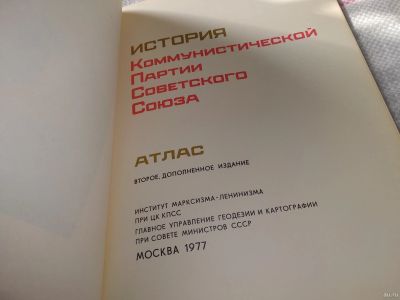 История
Коммунистической
Партии
Советского
Союза
АТЛАС
ВТОРОЕ, ДОПОЛНЕННОЕ ИЗДАНИЕ
ИНСТИТУТ МАРКСИЗМА-ЛЕНИНИЗМА
ПРИ ЦК КПСС
ГЛАВНОЕ УПРАВЛЕНИЕ ГЕОДЕЗИИ И КАРТОГРАФИИ
ПРИ СОВЕТЕ МИНИСТРОВ СССР
МОСКВА 1977